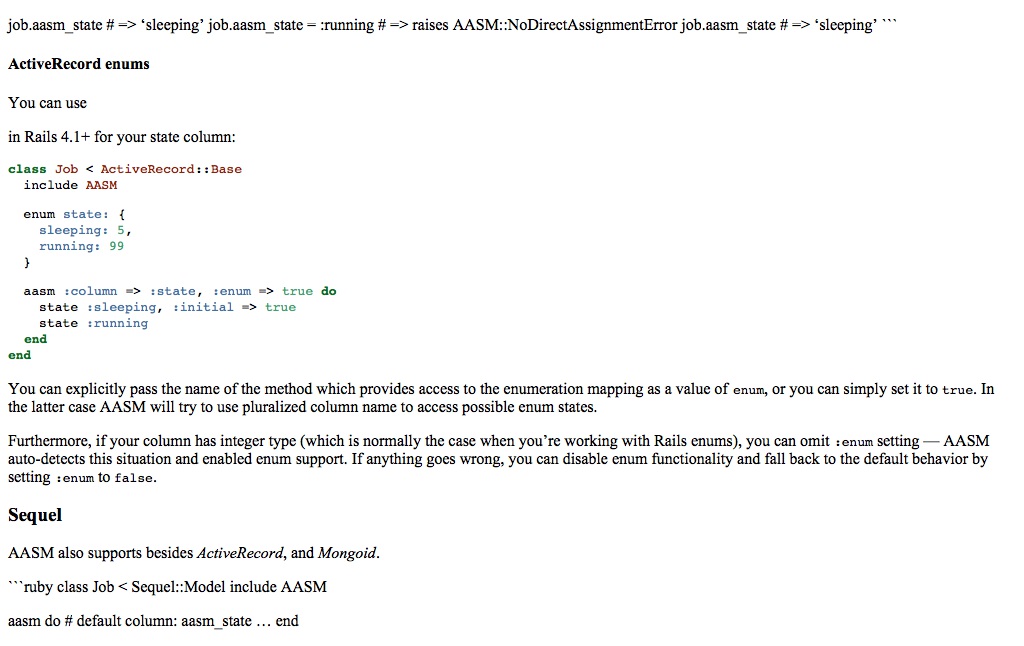 job.aasm_state # => ‘sleeping’ job.aasm_state = :running # => raises AASM::NoDirectAssignmentError job.aasm_state # => ‘sleeping’ ```
ActiveRecord enums
You can use
in Rails 4.1+ for your state column:
class Job < ActiveRecord::Base
  include AASM
  enum state: {
    sleeping: 5,
    running: 99
  }
  aasm :column => :state, :enum => true do
    state :sleeping, :initial => true
    state :running
  end
end
You can explicitly pass the name of the method which provides access to the enumeration mapping as a value of enum, or you can simply set it to true. In
the latter case AASM will try to use pluralized column name to access possible enum states.
Furthermore, if your column has integer type (which is normally the case when you’re working with Rails enums), you can omit :enum setting — AASM
auto-detects this situation and enabled enum support. If anything goes wrong, you can disable enum functionality and fall back to the default behavior by
setting :enum to false.
Sequel
AASM also supports besides ActiveRecord, and Mongoid.
```ruby class Job < Sequel::Model include AASM
aasm do # default column: aasm_state … end